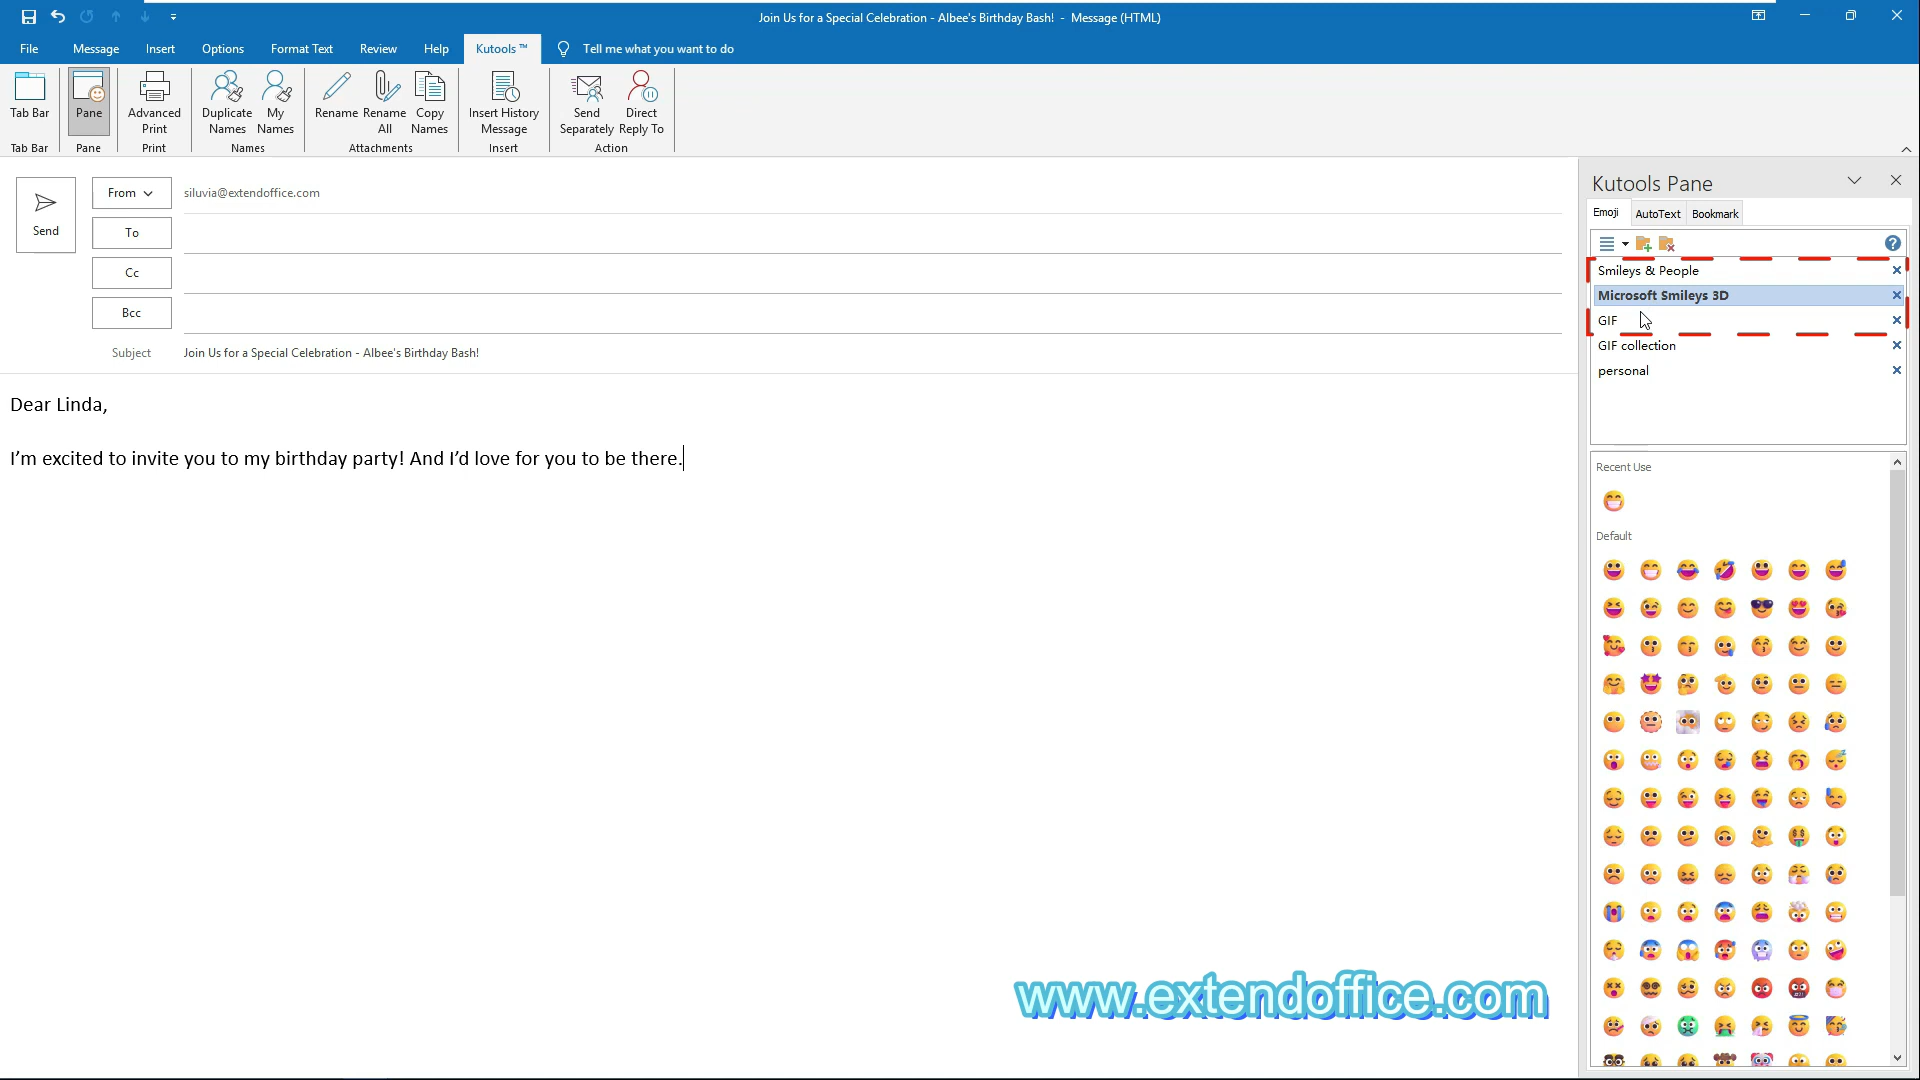 Join Us for a Special Celebration - Albee's Birthday Bash! - Message (HTML)
File Message Insert Options Format Text Review Help Kutools ™ Tell me what you want to do
Tab Bar Pane Advanced Print Duplicate Names My Names Rename Rename All Copy Names Insert History Message Send Separately Direct Reply To
Tab Bar Pane Print Names Attachments Insert Action
Send
From siluvia@extendoffice.com
To
Cc
Bcc
Subject Join Us for a Special Celebration - Albee's Birthday Bash!
Dear Linda,
I’m excited to invite you to my birthday party! And I’d love for you to be there.
Kutools Pane
Emoji AutoText Bookmark
Smileys & People
Microsoft Smileys 3D
GIF
GIF collection
personal
Recent Use
Default
www.extendoffice.com